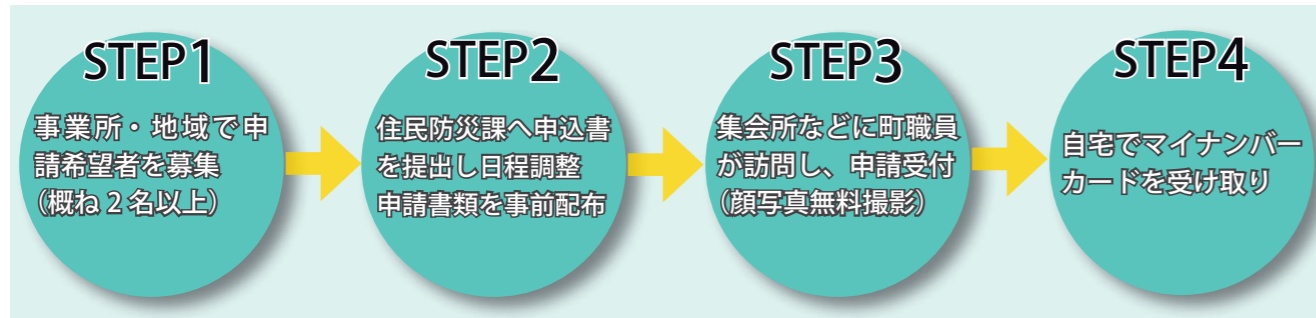 STEP1
事業所・地域で申
請希望者を募集
(概ね2名以上)
STEP2
住民防災課へ申込書
を提出し日程調整
申請書類を事前配布
STEP3
集会所などに町職員
が訪問し、申請受付
(顔写真無料撮影)
STEP4
自宅でマイナンバー
カードを受け取り